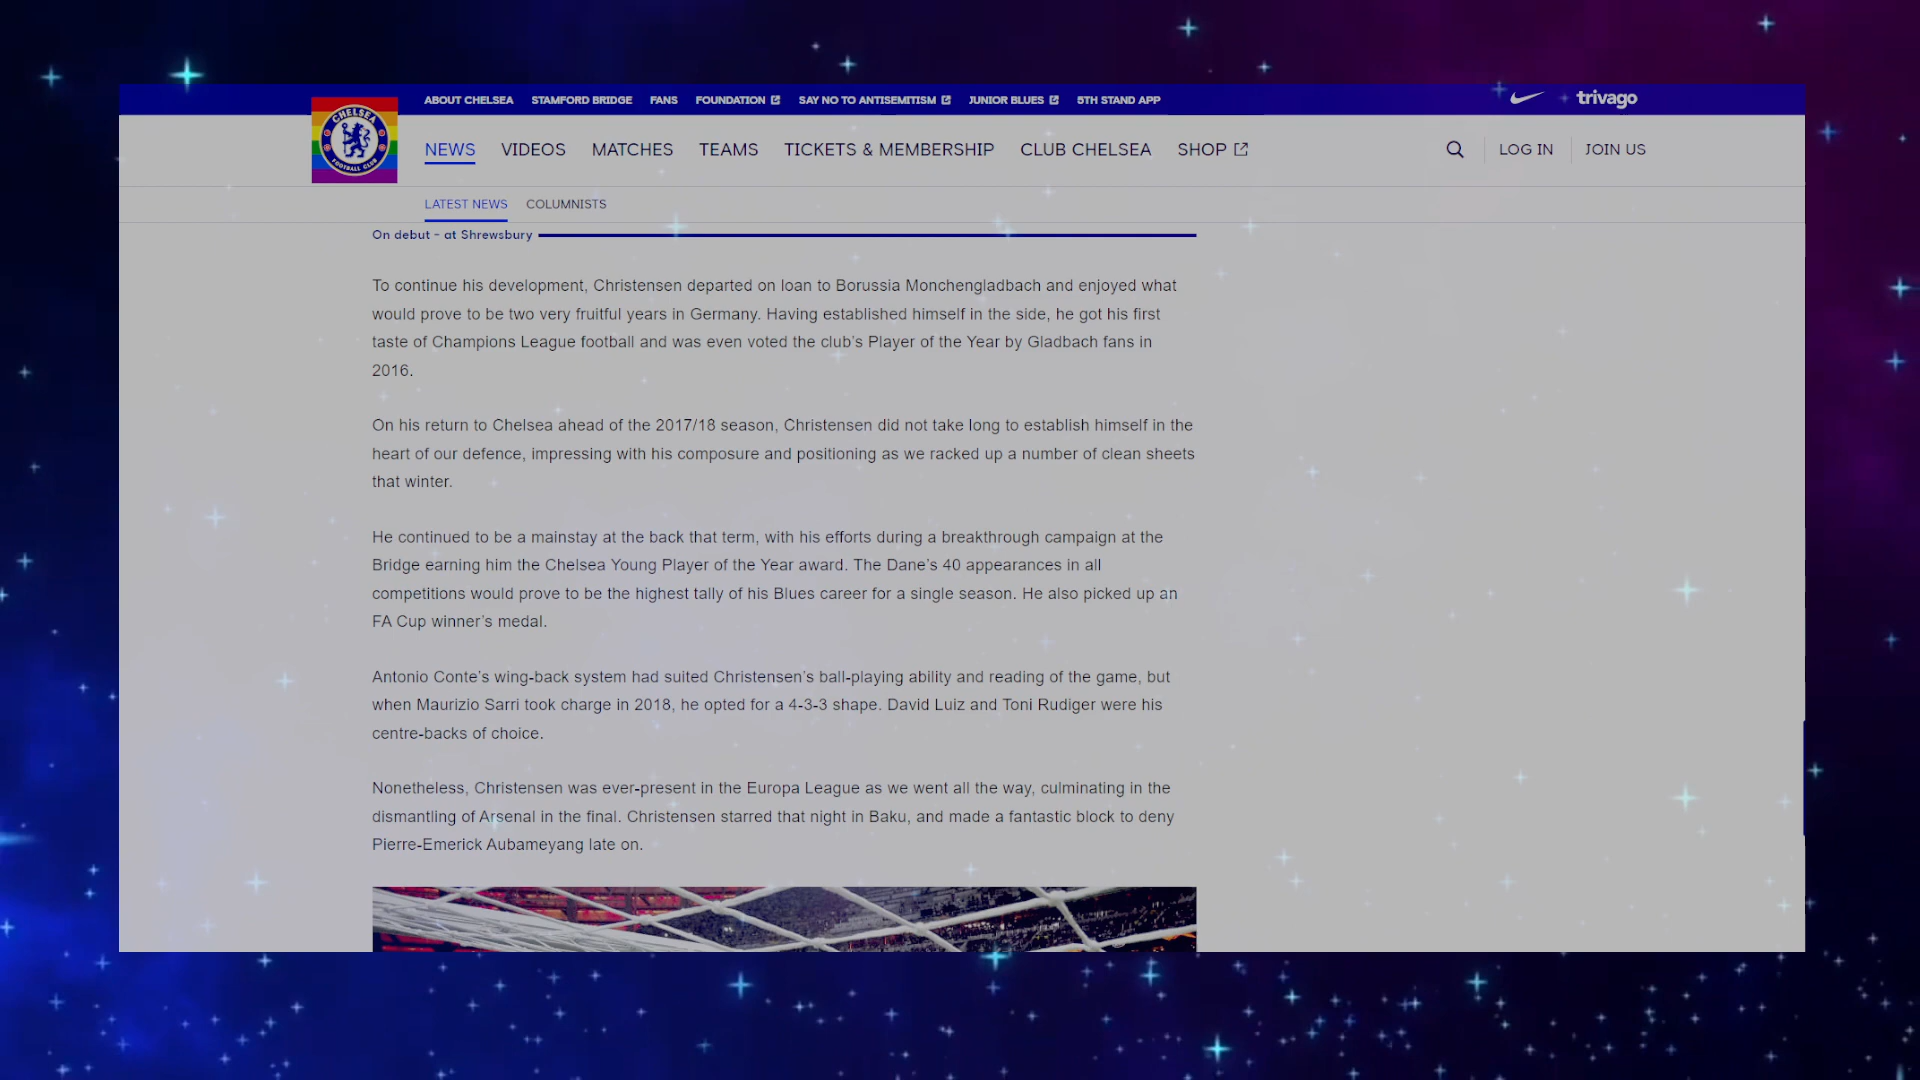 ABOUT CHELSEA STAMFORD BRIDGE FANS FOUNDATION SAY NO TO ANTISEMITISM JUNIOR BLUES 5TH STAND APP trivago
CHELSEA
FOOTBALL CLUB
NEWS VIDEOS MATCHES TEAMS TICKETS & MEMBERSHIP CLUB CHELSEA SHOP LOG IN JOIN US
LATEST NEWS COLUMNISTS
On debut - at Shrewsbury
To continue his development, Christensen departed on loan to Borussia Monchengladbach and enjoyed what
would prove to be two very fruitful years in Germany. Having established himself in the side, he got his first
taste of Champions League football and was even voted the club's Player of the Year by Gladbach fans in
2016.
On his return to Chelsea ahead of the 2017/18 season, Christensen did not take long to establish himself in the
heart of our defence, impressing with his composure and positioning as we racked up a number of clean sheets
that winter.
He continued to be a mainstay at the back that term, with his efforts during a breakthrough campaign at the
Bridge earning him the Chelsea Young Player of the Year award. The Dane's 40 appearances in all
competitions would prove to be the highest tally of his Blues career for a single season. He also picked up an
FA Cup winner's medal.
Antonio Conte's wing-back system had suited Christensen's ball-playing ability and reading of the game, but
when Maurizio Sarri took charge in 2018, he opted for a 4-3-3 shape. David Luiz and Toni Rudiger were his
centre-backs of choice.
Nonetheless, Christensen was ever-present in the Europa League as we went all the way, culminating in the
dismantling of Arsenal in the final. Christensen starred that night in Baku, and made a fantastic block to deny
Pierre-Emerick Aubameyang late on.